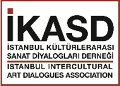 İKASD
İSTANBUL KÜLTÜRLERARASI
SANAT DİYALOGLARI DERNEĞİ
ISTANBUL INTERCULTURAL
ART DIALOGUES ASSOCIATION